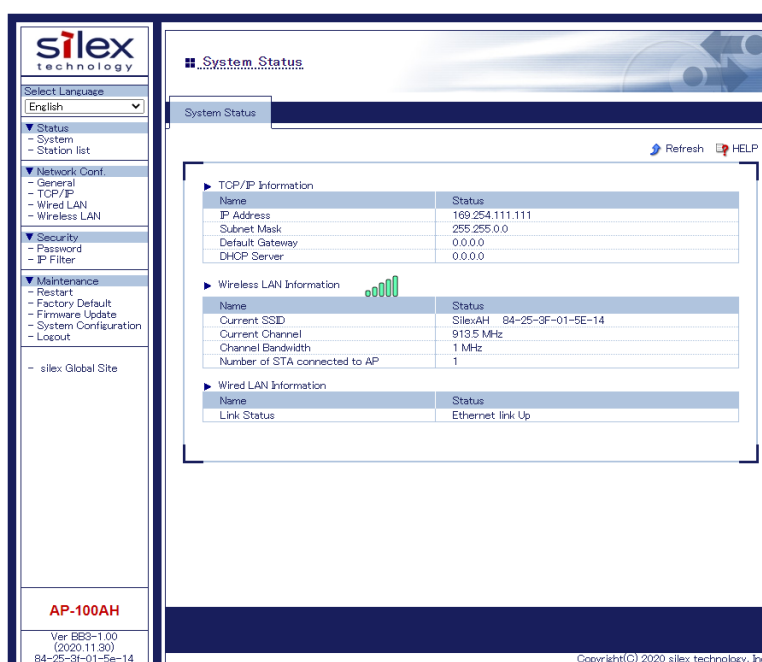 silex
technology
Select Language
English
▼ Status
- System
- Station list
▼ Network Conf.
- General
- TCP/IP
- Wired LAN
- Wireless LAN
▼ Security
- Password
- IP Filter
▼ Maintenance
- Restart
- Factory Default
- Firmware Update
- System Configuration
- Logout
- silex Global Site
AP-100AH
Ver BB3-1.00
(2020.11.30)
84-25-3f-01-5e-14
System Status
System Status
Refresh HELP
TCP/IP Information
Name Status
IP Address 169.254.111.111
Subnet Mask 255.255.0.0
Default Gateway 0.0.0.0
DHCP Server 0.0.0.0
Wireless LAN Information
Name Status
Current SSID SilexAH 84-25-3F-01-5E-14
Current Channel 913.5 MHz
Channel Bandwidth 1 MHz
Number of STA connected to AP 1
Wired LAN Information
Name Status
Link Status Ethernet link Up
Copyright(C) 2020 silex technology, In